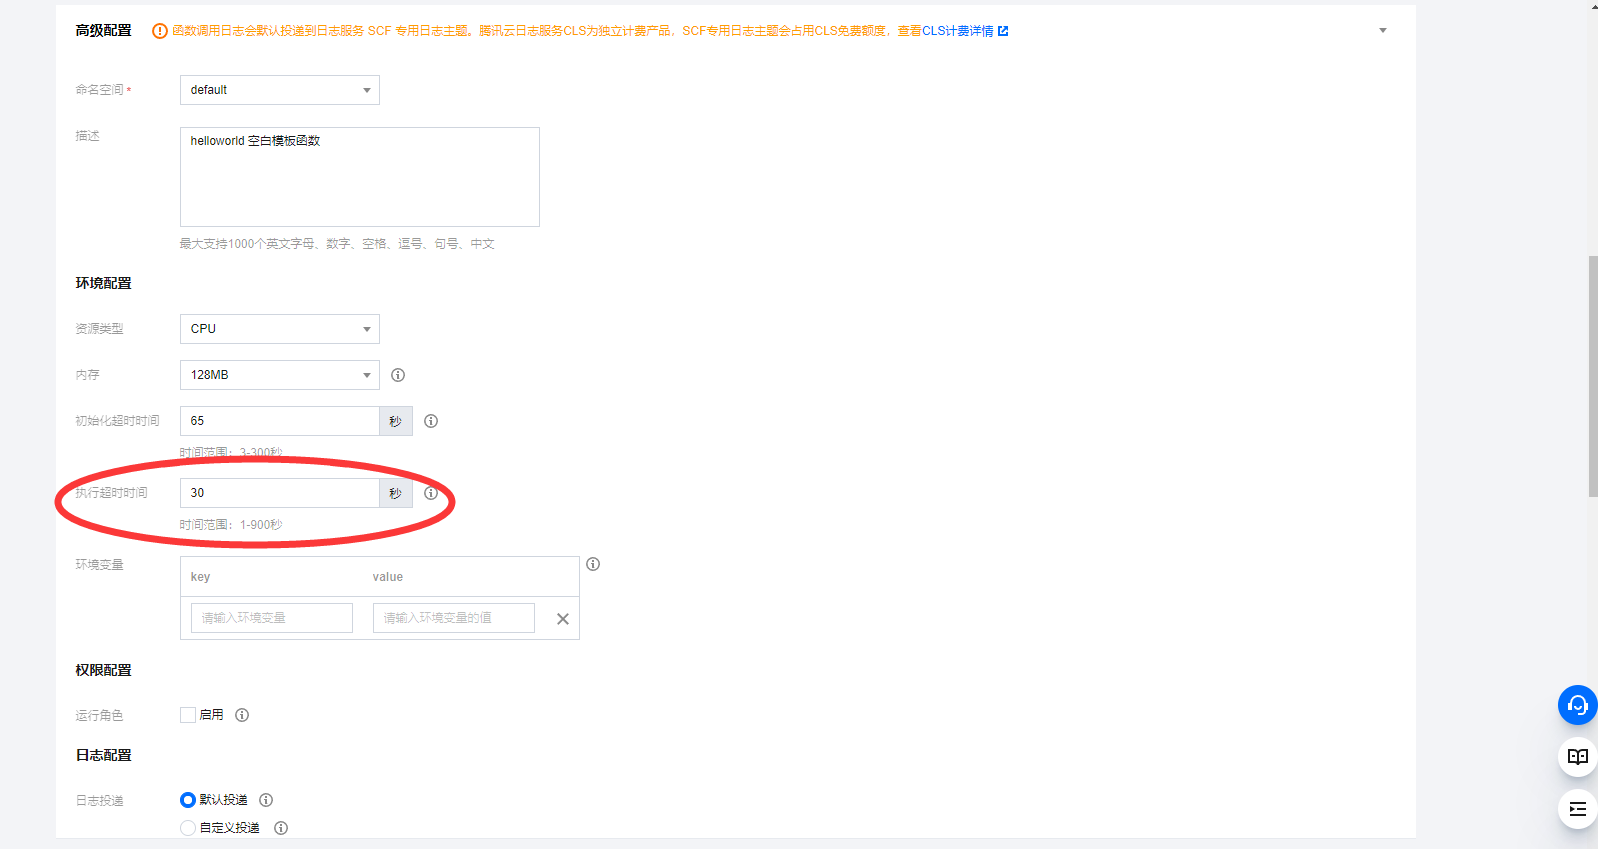 高级配置 函数调用日志会默认投递到日志服务 SCF 专用日志主题。腾讯云日志服务CLS为独立计费产品，SCF专用日志主题会占用CLS免费额度，查看CLS计费详情
命名空间* default
描述 helloworld 空白模板函数
最大支持1000个英文字母、数字、空格、逗号、句号、中文
环境配置
资源类型 CPU
内存 128MB
初始化超时时间 65 秒
时间范围：3-300秒
执行超时时间 30 秒
时间范围：1-900秒
环境变量
key value
请输入环境变量 请输入环境变量的值
权限配置
运行角色 启用
日志配置
日志投递 默认投递
自定义投递